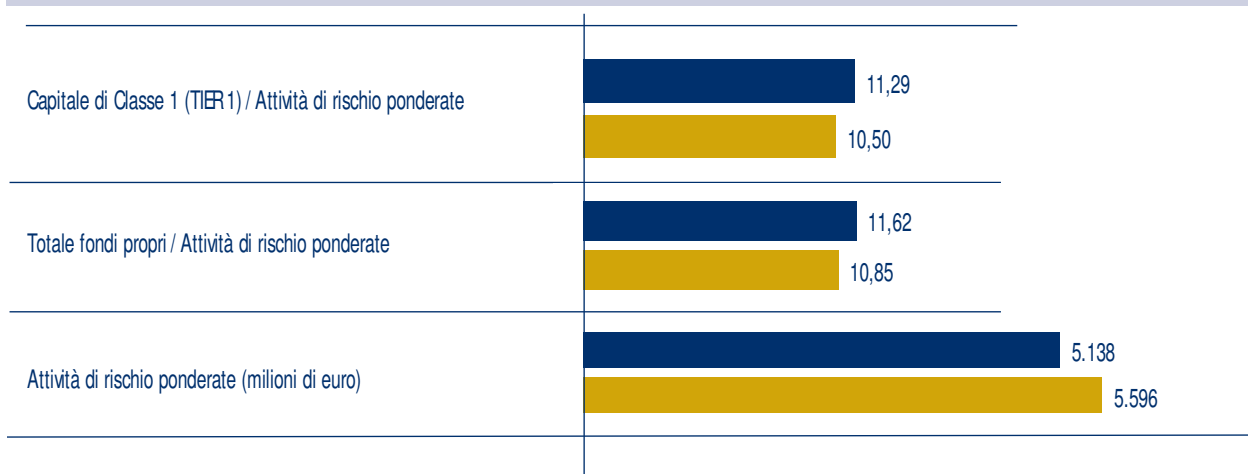 Capitale di Classe 1 (TIER 1) / Attività di rischio ponderate
11,29
10,50
Totale fondi propri / Attività di rischio ponderate
11,62
10,85
Attività di rischio ponderate (milioni di euro)
5.138
5.596